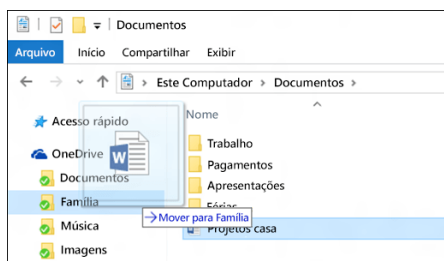 Documentos
Arquivo Início Compartilhar Exibir
Este Computador > Documentos >
Nome
Acesso rápido
Trabalho
OneDrive
Pagamentos
Documentos
Apresentações
Família
Férias
Mover para Família
Música
Projetos casa
Imagens